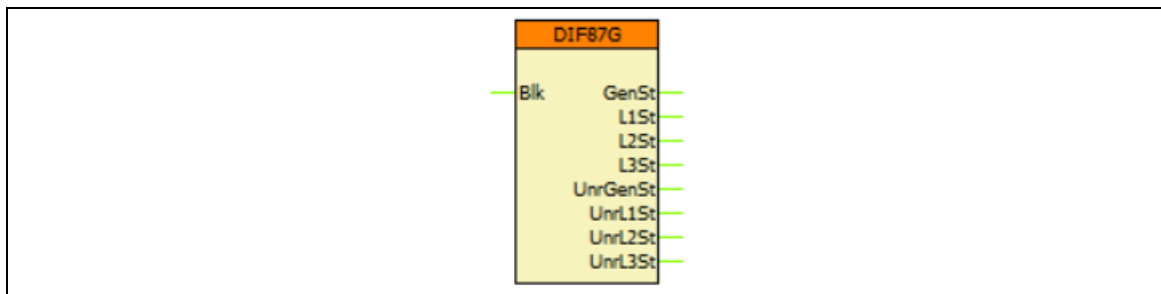 DIF87G
Blk GenSt
L1St
L2St
L3St
UnrGenSt
UnrL1St
UnrL2St
UnrL3St